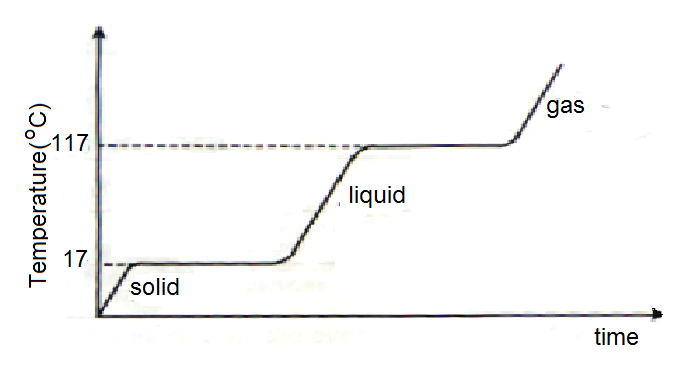 Temperature(°C)
117
17
solid
liquid
gas
time